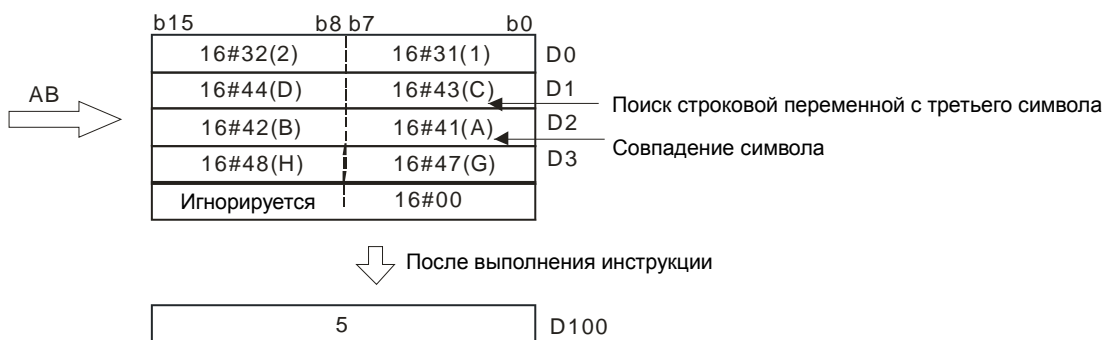 b15 b8 b7 b0
16#32(2) 16#31(1) D0
AB 16#44(D) 16#43(C) D1
Поиск строковой переменной с третьего символа
16#42(B) 16#41(A) D2
Совпадение символа
16#48(H) 16#47(G) D3
Игнорируется 16#00
После выполнения инструкции
5 D100